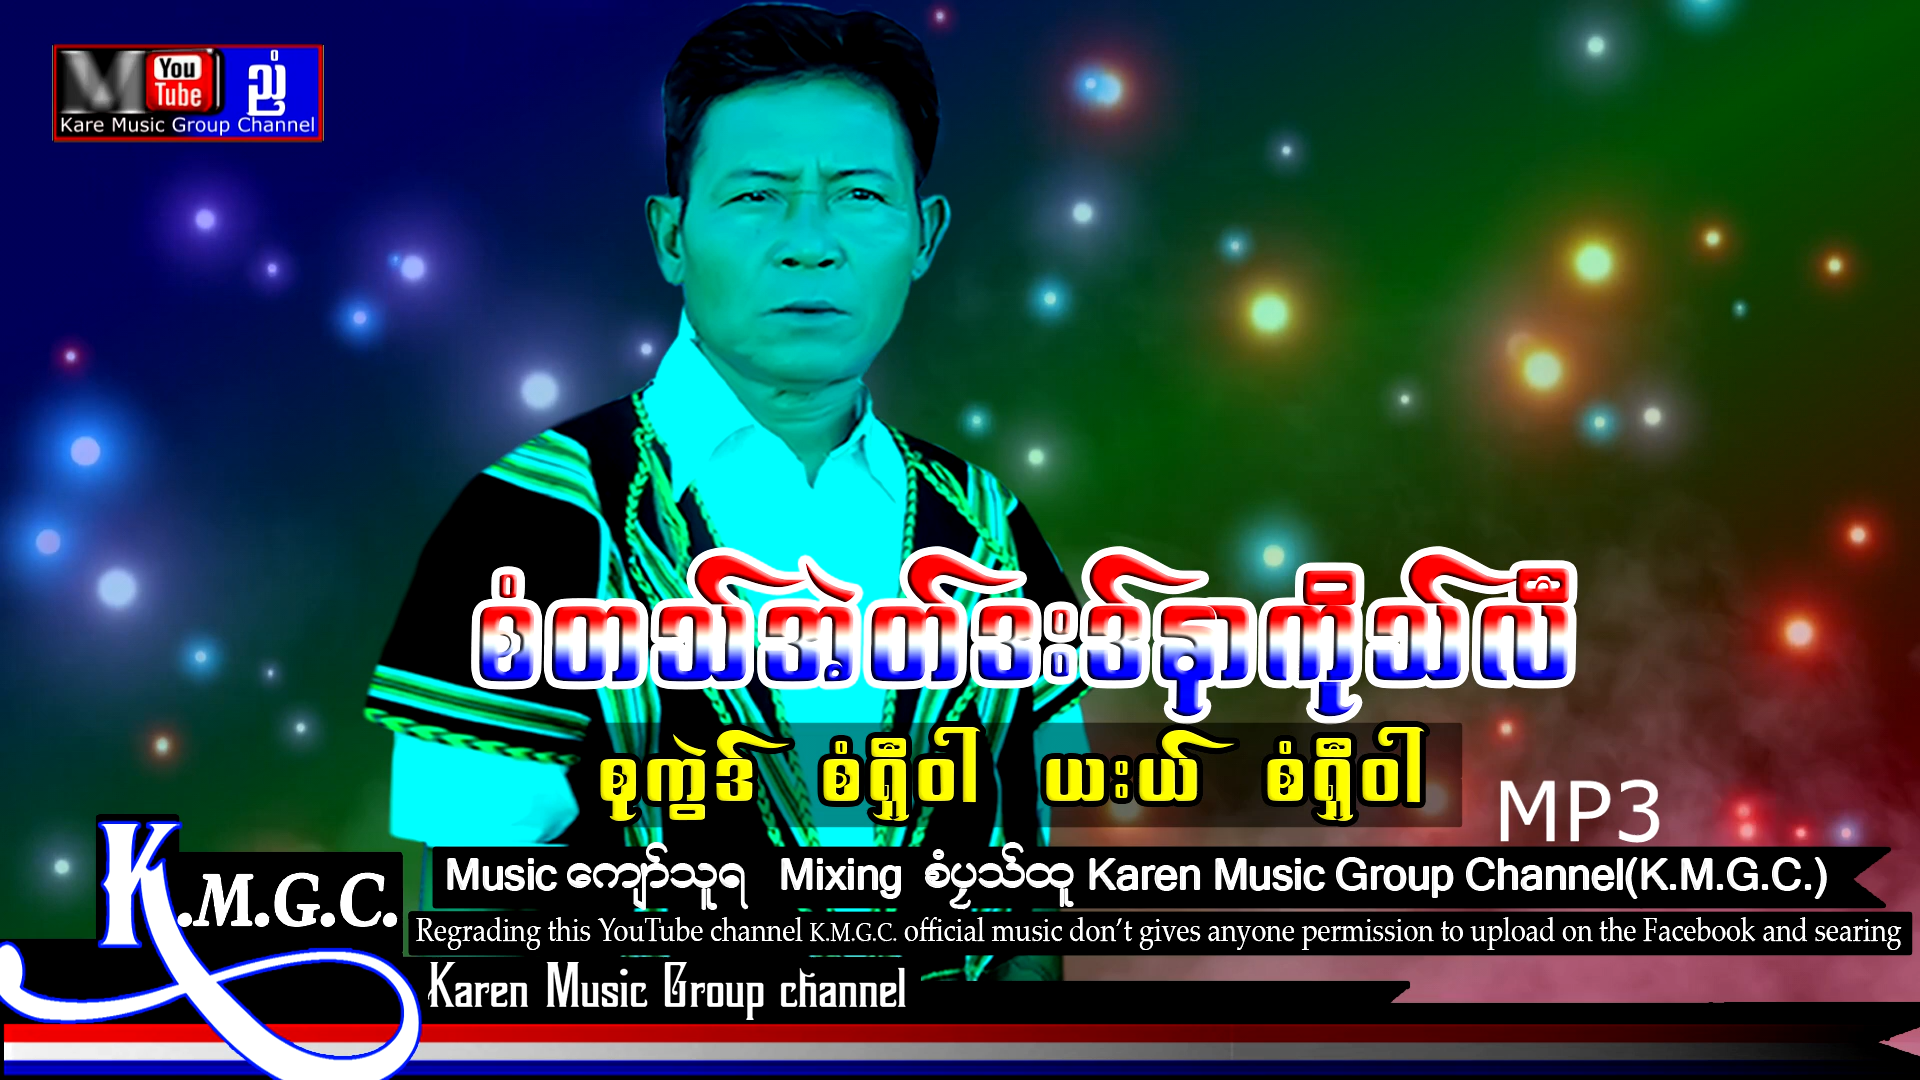 You
Tube
ညံ
Kare Music Group Channel
စံတသ်အဲ့တ်ဒးဒ်နာကိုသ်လီ
စုကွဲဒ် စံရှီဝါ ယးယ် စံရှီဝါ
MP3
K.M.G.C.
Music ကျော်သူရ Mixing စံပှသ်ထူ Karen Music Group Channel(K.M.G.C.)
Regrading this YouTube channel K.M.G.C. official music don't gives anyone permission to upload on the Facebook and searing
Karen Music Group channel